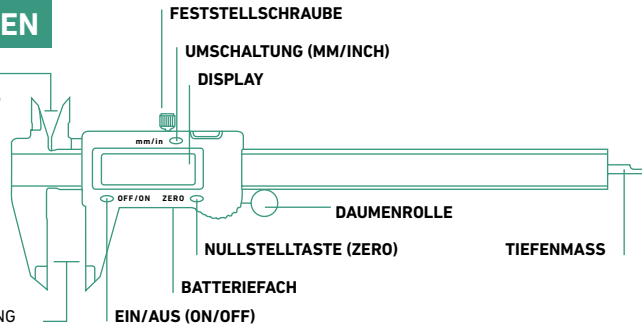 EN
FESTSTELLSCHRAUBE
UMSCHALTUNG (MM/INCH)
DISPLAY
mm/in
OFF/ON ZERO
DAUMENROLLE
NULLSTELLTASTE (ZERO)
TIEFENMASS
BATTERIEFACH
NG
EIN/AUS (ON/OFF)